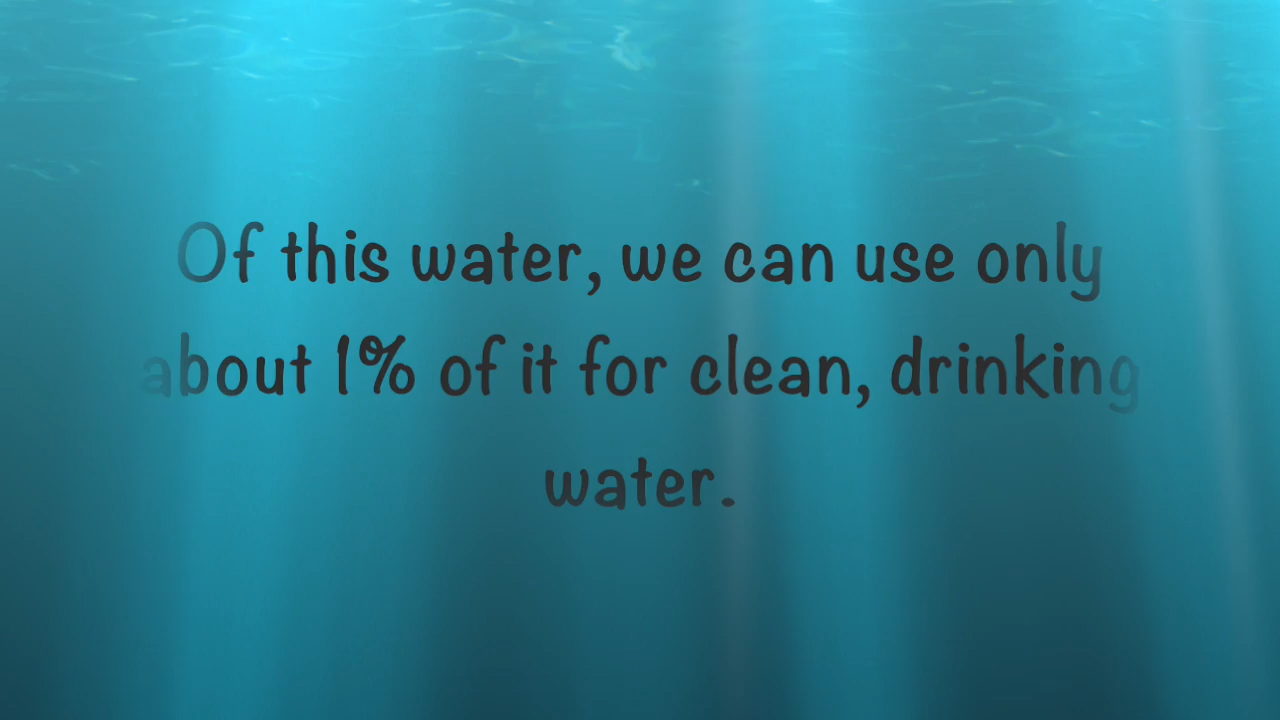 Of this water, we can use only
about 1% of it for clean, drinking
water.